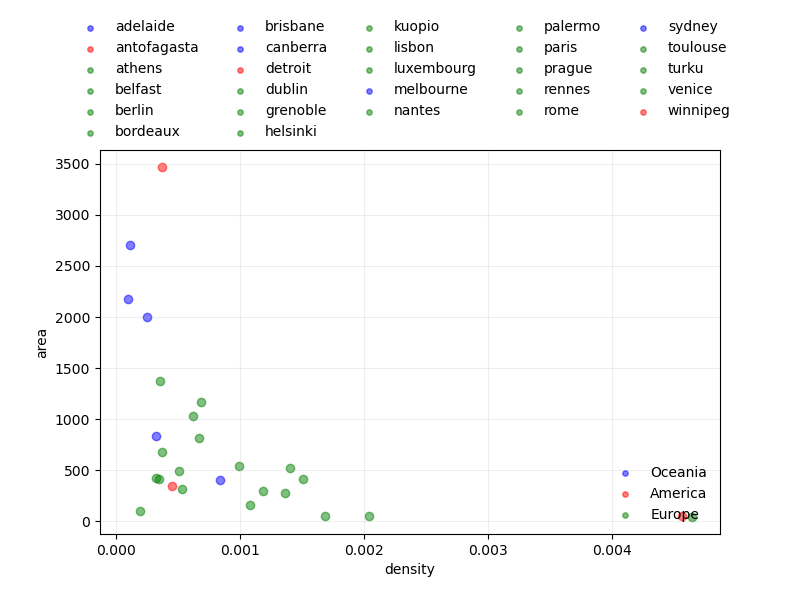 adelaide brisbane kuopio palermo sydney
antofagasta canberra lisbon paris toulouse
athens detroit luxembourg prague turku
belfast dublin melbourne rennes venice
berlin grenoble nantes rome winnipeg
bordeaux helsinki
3500
3000
2500
2000
1500
1000
500
0
area
Oceania
America
Europe
0.000 0.001 0.002 0.003 0.004
density